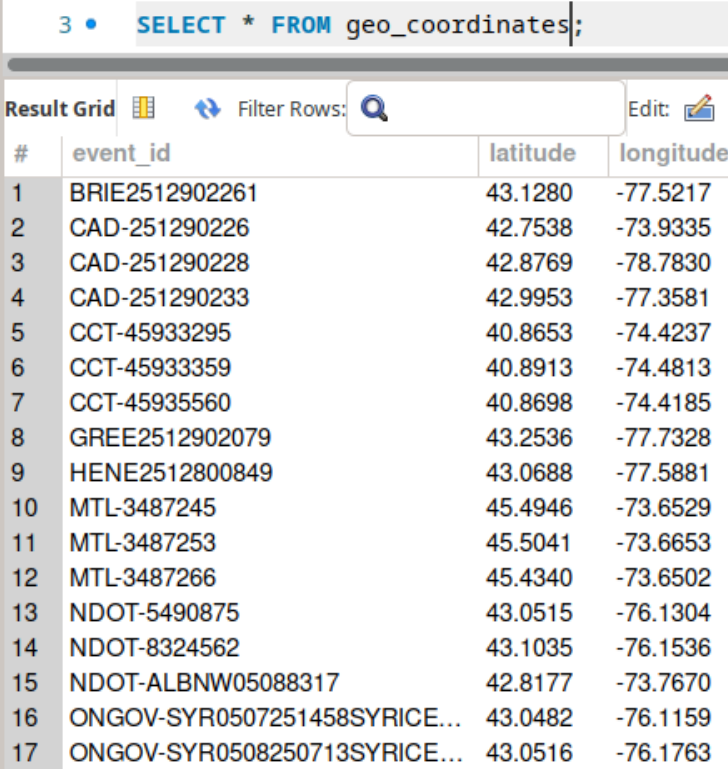 3 SELECT * FROM geo_coordinates;
Result Grid Filter Rows: Edit:
# event_id latitude longitude
1 BRIE2512902261 43.1280 -77.5217
2 CAD-251290226 42.7538 -73.9335
3 CAD-251290228 42.8769 -78.7830
4 CAD-251290233 42.9953 -77.3581
5 CCT-45933295 40.8653 -74.4237
6 CCT-45933359 40.8913 -74.4813
7 CCT-45935560 40.8698 -74.4185
8 GREE2512902079 43.2536 -77.7328
9 HENE2512800849 43.0688 -77.5881
10 MTL-3487245 45.4946 -73.6529
11 MTL-3487253 45.5041 -73.6653
12 MTL-3487266 45.4340 -73.6502
13 NDOT-5490875 43.0515 -76.1304
14 NDOT-8324562 43.1035 -76.1536
15 NDOT-ALBNW05088317 42.8177 -73.7670
16 ONGOV-SYR0507251458SYRICE... 43.0482 -76.1159
17 ONGOV-SYR0508250713SYRICE... 43.0516 -76.1763